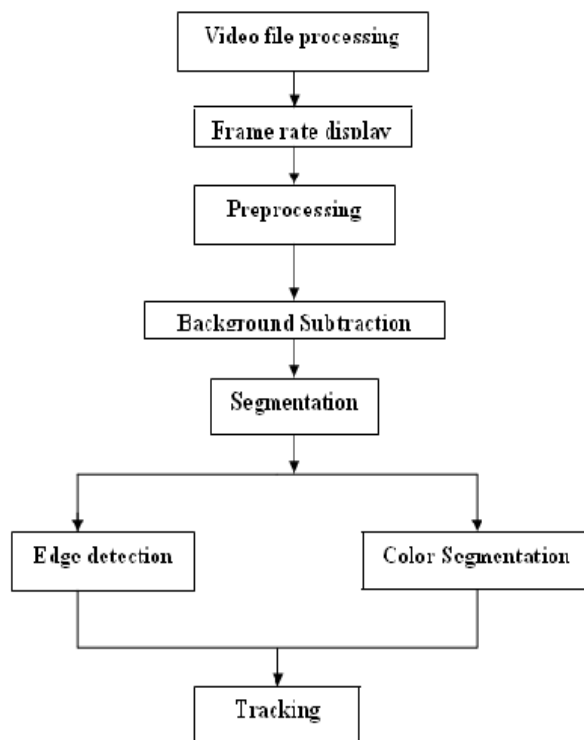 Video file processing
Frame rate display
Preprocessing
Background Subtraction
Segmentation
Edge detection
Color Segmentation
Tracking